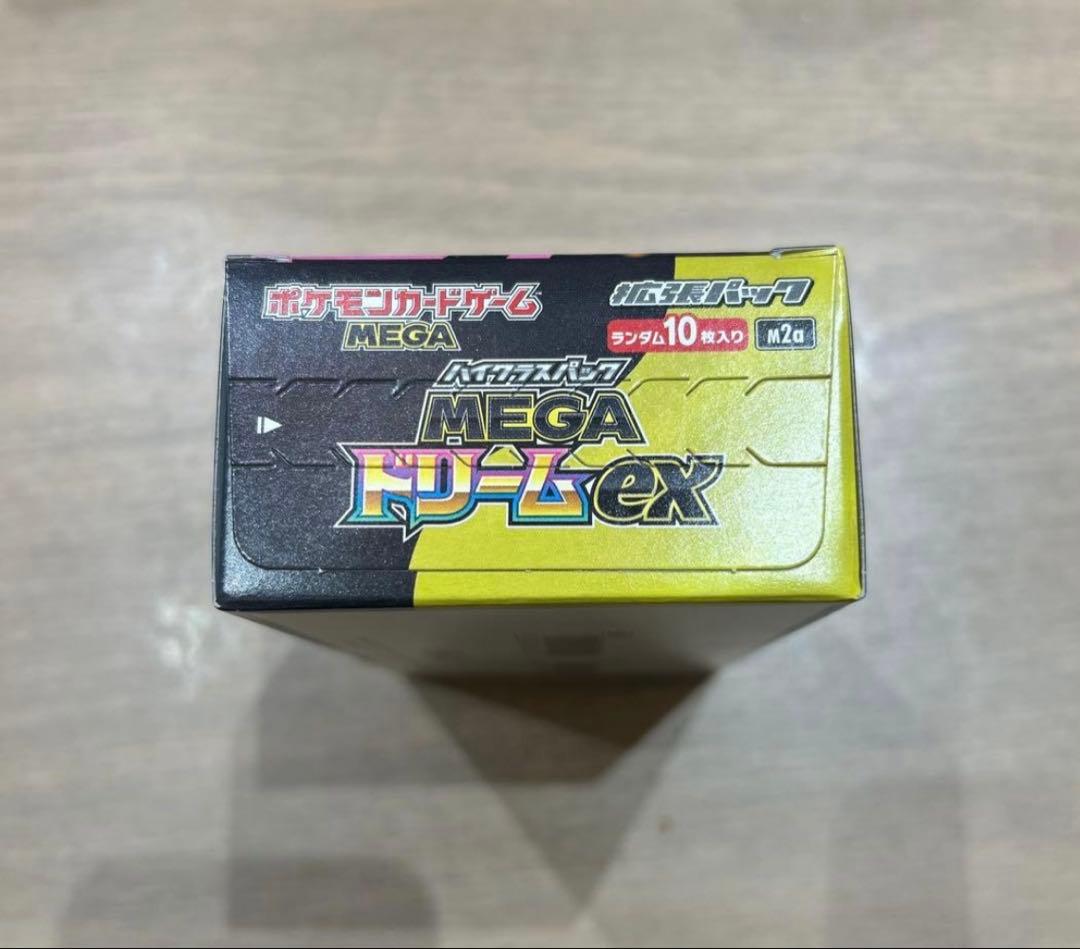 ポケモンカードゲーム
MEGA
拡張パック
ランダム10枚入り M2a
ハイクラスパック
MEGA
ドリームex